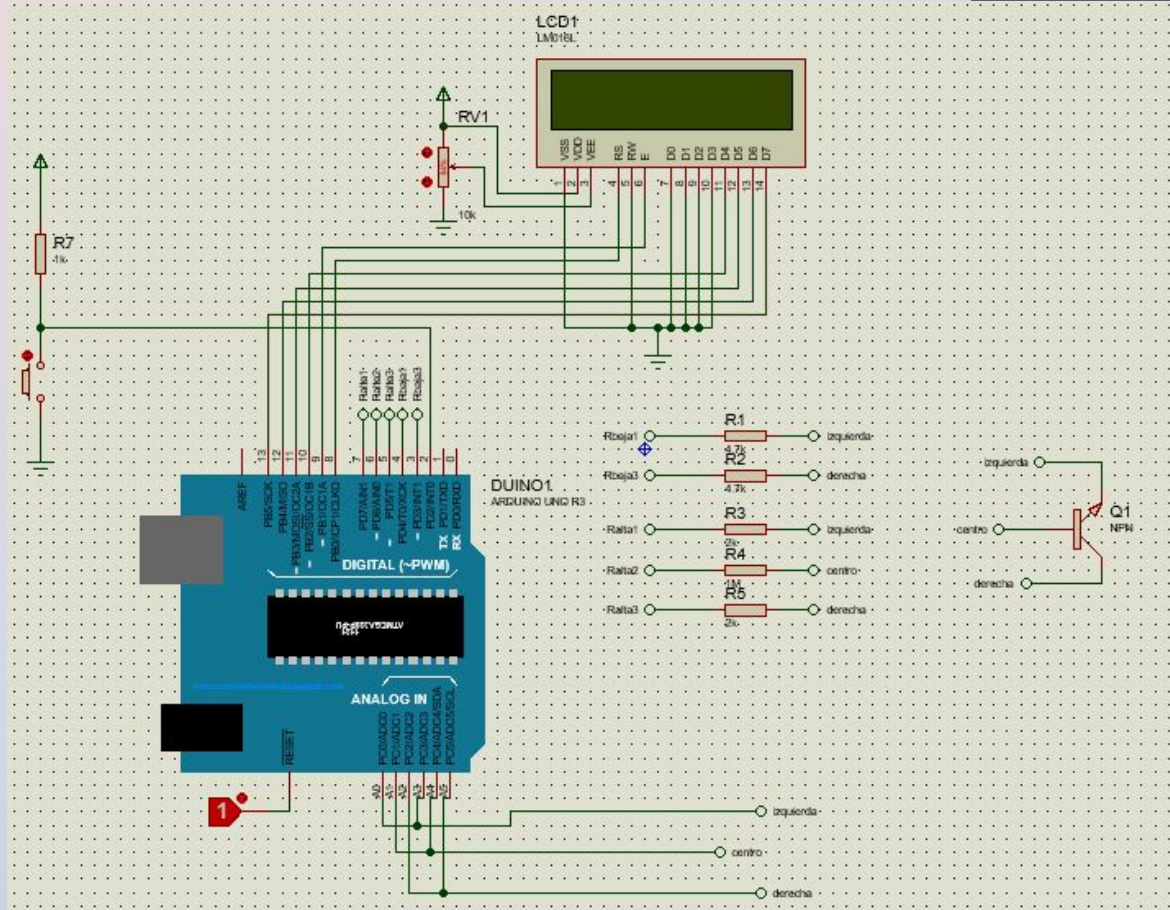 LCD1
LM016L
VSS
VDD
VEE
RS
RW
E
D0
D1
D2
D3
D4
D5
D6
D7
1
2
3
4
5
6
7
8
9
10
11
12
13
14
RV1
10k
R7
1k
Ralta1
Ralta2
Ralta3
Rbaja1
Rbaja3
13
12
11
10
9
8
7
6
5
4
3
2
1
0
AREF
PB5/SCK
PB4/MISO
~PB3/MOSI/OC2A
~PB2/SS/OC1B
~PB1/OC1A
PB0/ICP1/CLKO
PD7/AIN1
~PD6/AIN0
~PD5/T1
PD4/T0/XCK
~PD3/INT1
PD2/INT0
PD1/TXD
PD0/RXD
TX
RX
DIGITAL (~PWM)
DUINO1
ARDUINO UNO R3
ANALOG IN
RESET
PC0/ADC0
PC1/ADC1
PC2/ADC2
PC3/ADC3
PC4/ADC4/SDA
PC5/ADC5/SCL
A0
A1
A2
A3
A4
A5
1
izquierda
centro
derecha
R1
Rbaja1
izquierda
4.7k
R2
Rbaja3
derecha
4.7k
R3
Ralta1
izquierda
2k
R4
Ralta2
centro
1M
R5
Ralta3
derecha
2k
izquierda
Q1
NPN
centro
derecha